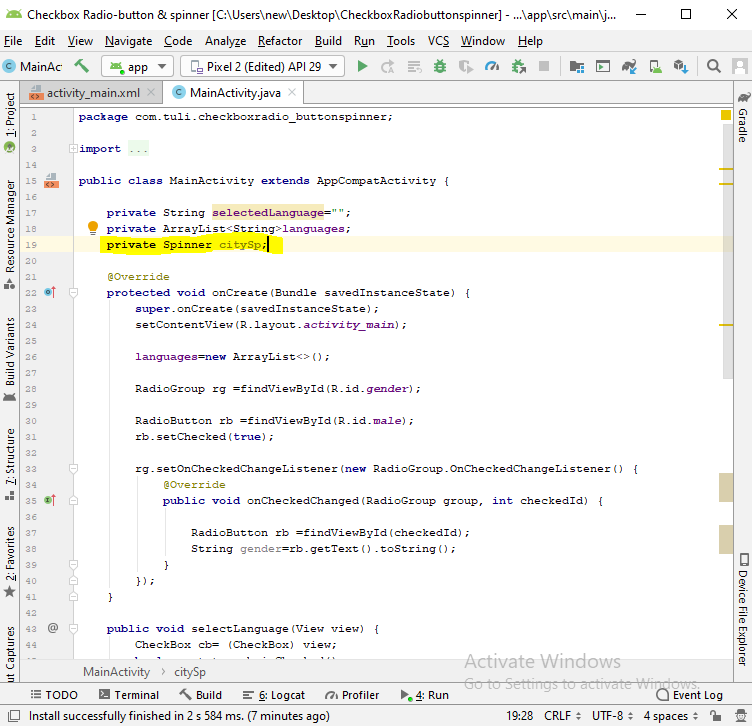 Checkbox Radio-button & spinner [C:\Users\new\Desktop\CheckboxRadiobuttonspinner] - ...\app\src\main\j...
File Edit View Navigate Code Analyze Refactor Build Run Tools VCS Window Help
MainAc app Pixel 2 (Edited) API 29
activity_main.xml MainActivity.java
1 package com.tuli.checkboxradio_buttonspinner;
2
3 import ...
14
15 public class MainActivity extends AppCompatActivity {
16
17 private String selectedLanguage="";
18 private ArrayList<String>languages;
19 private Spinner citySp;
20
21 @Override
22 protected void onCreate(Bundle savedInstanceState) {
23 super.onCreate(savedInstanceState);
24 setContentView(R.layout.activity_main);
25
26 languages=new ArrayList<>();
27
28 RadioGroup rg =findViewById(R.id.gender);
29
30 RadioButton rb =findViewById(R.id.male);
31 rb.setChecked(true);
32
33 rg.setOnCheckedChangeListener(new RadioGroup.OnCheckedChangeListener() {
34 @Override
35 public void onCheckedChanged(RadioGroup group, int checkedId) {
36
37 RadioButton rb =findViewById(checkedId);
38 String gender=rb.getText().toString();
39 }
40 });
41 }
42
43 public void selectLanguage(View view) {
44 CheckBox cb= (CheckBox) view;
1: Project
Resource Manager
Build Variants
7: Structure
2: Favorites
ut Captures
Gradle
Device File Explorer
MainActivity › citySp
Activate Windows
Go to Settings to activate Windows.
TODO Terminal Build 6: Logcat Profiler 4: Run Event Log
Install successfully finished in 2 s 584 ms. (7 minutes ago) 19:28 CRLF UTF-8 4 spaces